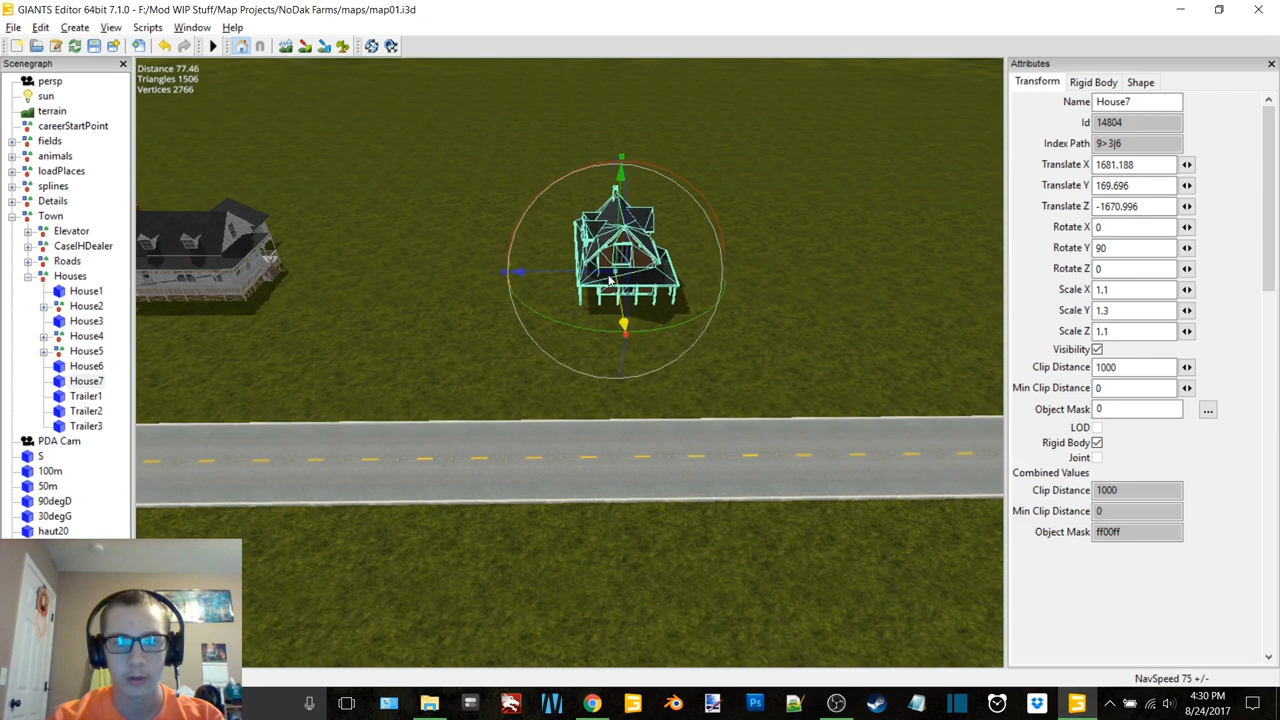 GIANTS Editor 64bit 7.1.0 - F:/Mod WIP Stuff/Map Projects/NoDak Farms/maps/map01.i3d
File Edit Create View Scripts Window Help
Scenegraph
persp
sun
terrain
careerStartPoint
fields
animals
loadPlaces
splines
Details
Town
Elevator
CaseIHDealer
Roads
Houses
House1
House2
House3
House4
House5
House6
House7
Trailer1
Trailer2
Trailer3
PDA Cam
S
100m
50m
90degD
30degG
haut20
Distance 77.46
Triangles 1506
Vertices 2766
Attributes
Transform Rigid Body Shape
Name House7
Id 14804
Index Path 9>3|6
Translate X 1681.188
Translate Y 169.696
Translate Z -1670.996
Rotate X 0
Rotate Y 90
Rotate Z 0
Scale X 1.1
Scale Y 1.3
Scale Z 1.1
Visibility
Clip Distance 1000
Min Clip Distance 0
Object Mask 0 ...
LOD
Rigid Body
Joint
Combined Values
Clip Distance 1000
Min Clip Distance 0
Object Mask ff00ff
NavSpeed 75 +/-
Ps
4:30 PM
8/24/2017